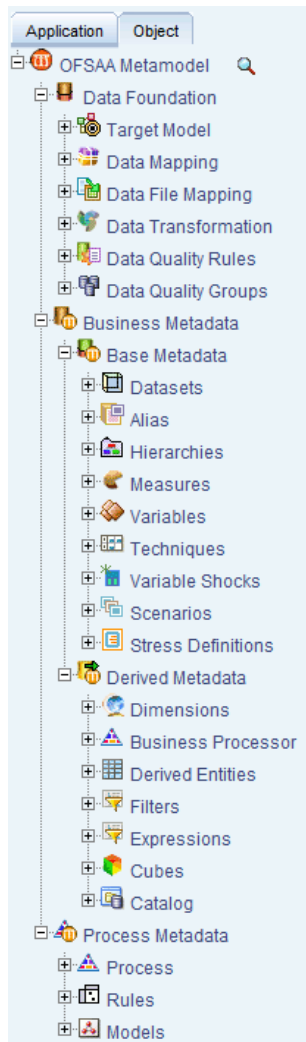 Application Object
OFSAA Metamodel
Data Foundation
Target Model
Data Mapping
Data File Mapping
Data Transformation
Data Quality Rules
Data Quality Groups
Business Metadata
Base Metadata
Datasets
Alias
Hierarchies
Measures
Variables
Techniques
Variable Shocks
Scenarios
Stress Definitions
Derived Metadata
Dimensions
Business Processor
Derived Entities
Filters
Expressions
Cubes
Catalog
Process Metadata
Process
Rules
Models